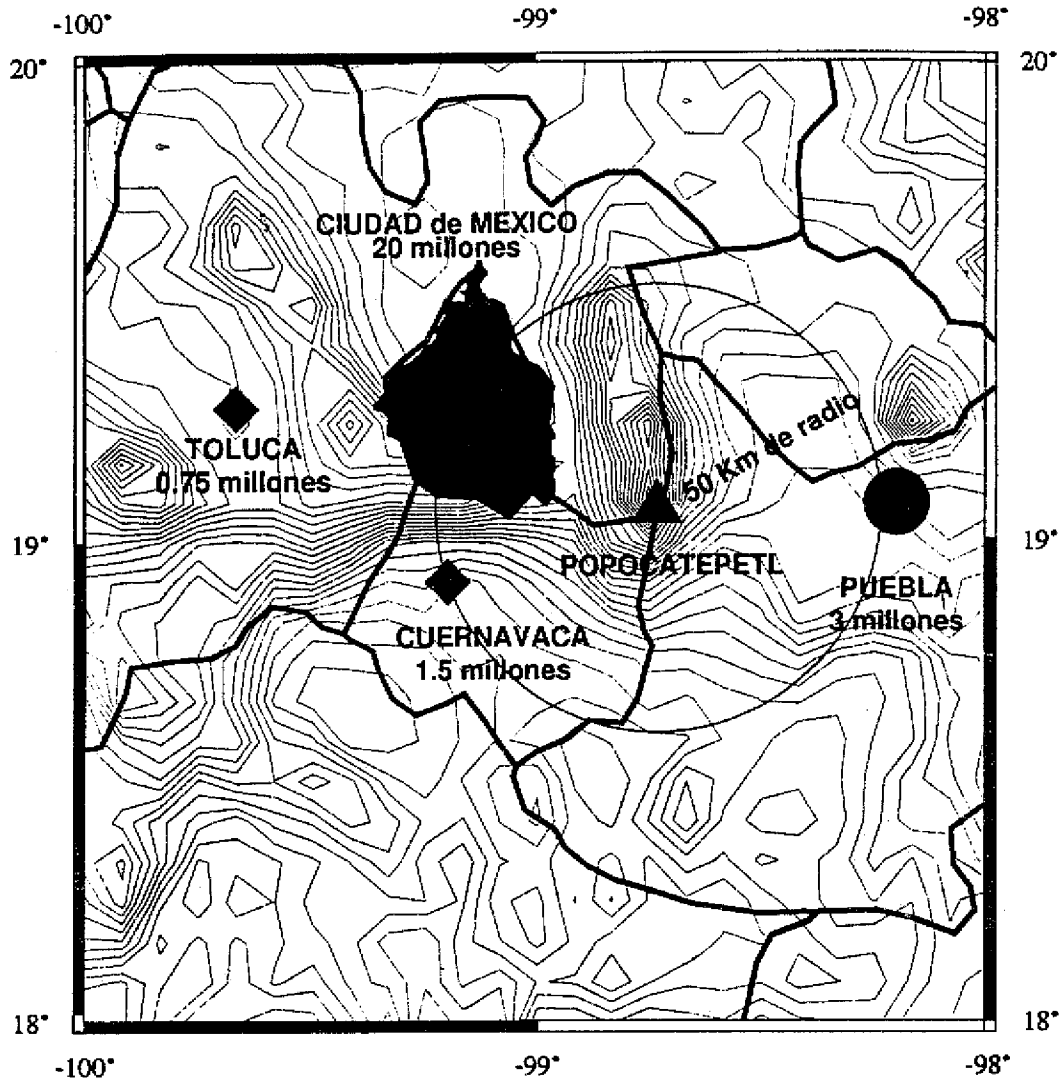 -100°
-99°
-98°
20°
20°
CIUDAD de MEXICO
20 millones
TOLUCA
0.75 millones
50 Km de radio
19°
19°
POPOCATEPETL
PUEBLA
3 millones
CUERNAVACA
1.5 millones
18°
18°
-100°
-99°
-98°